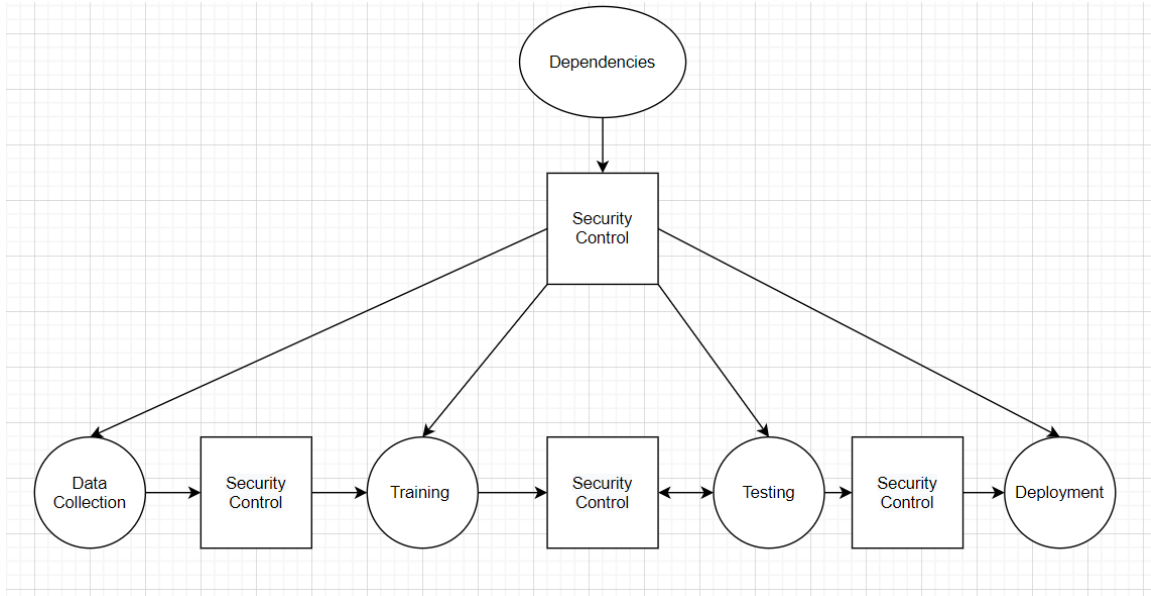 Dependencies
Security
Control
Data
Collection
Security
Control
Training
Security
Control
Testing
Security
Control
Deployment